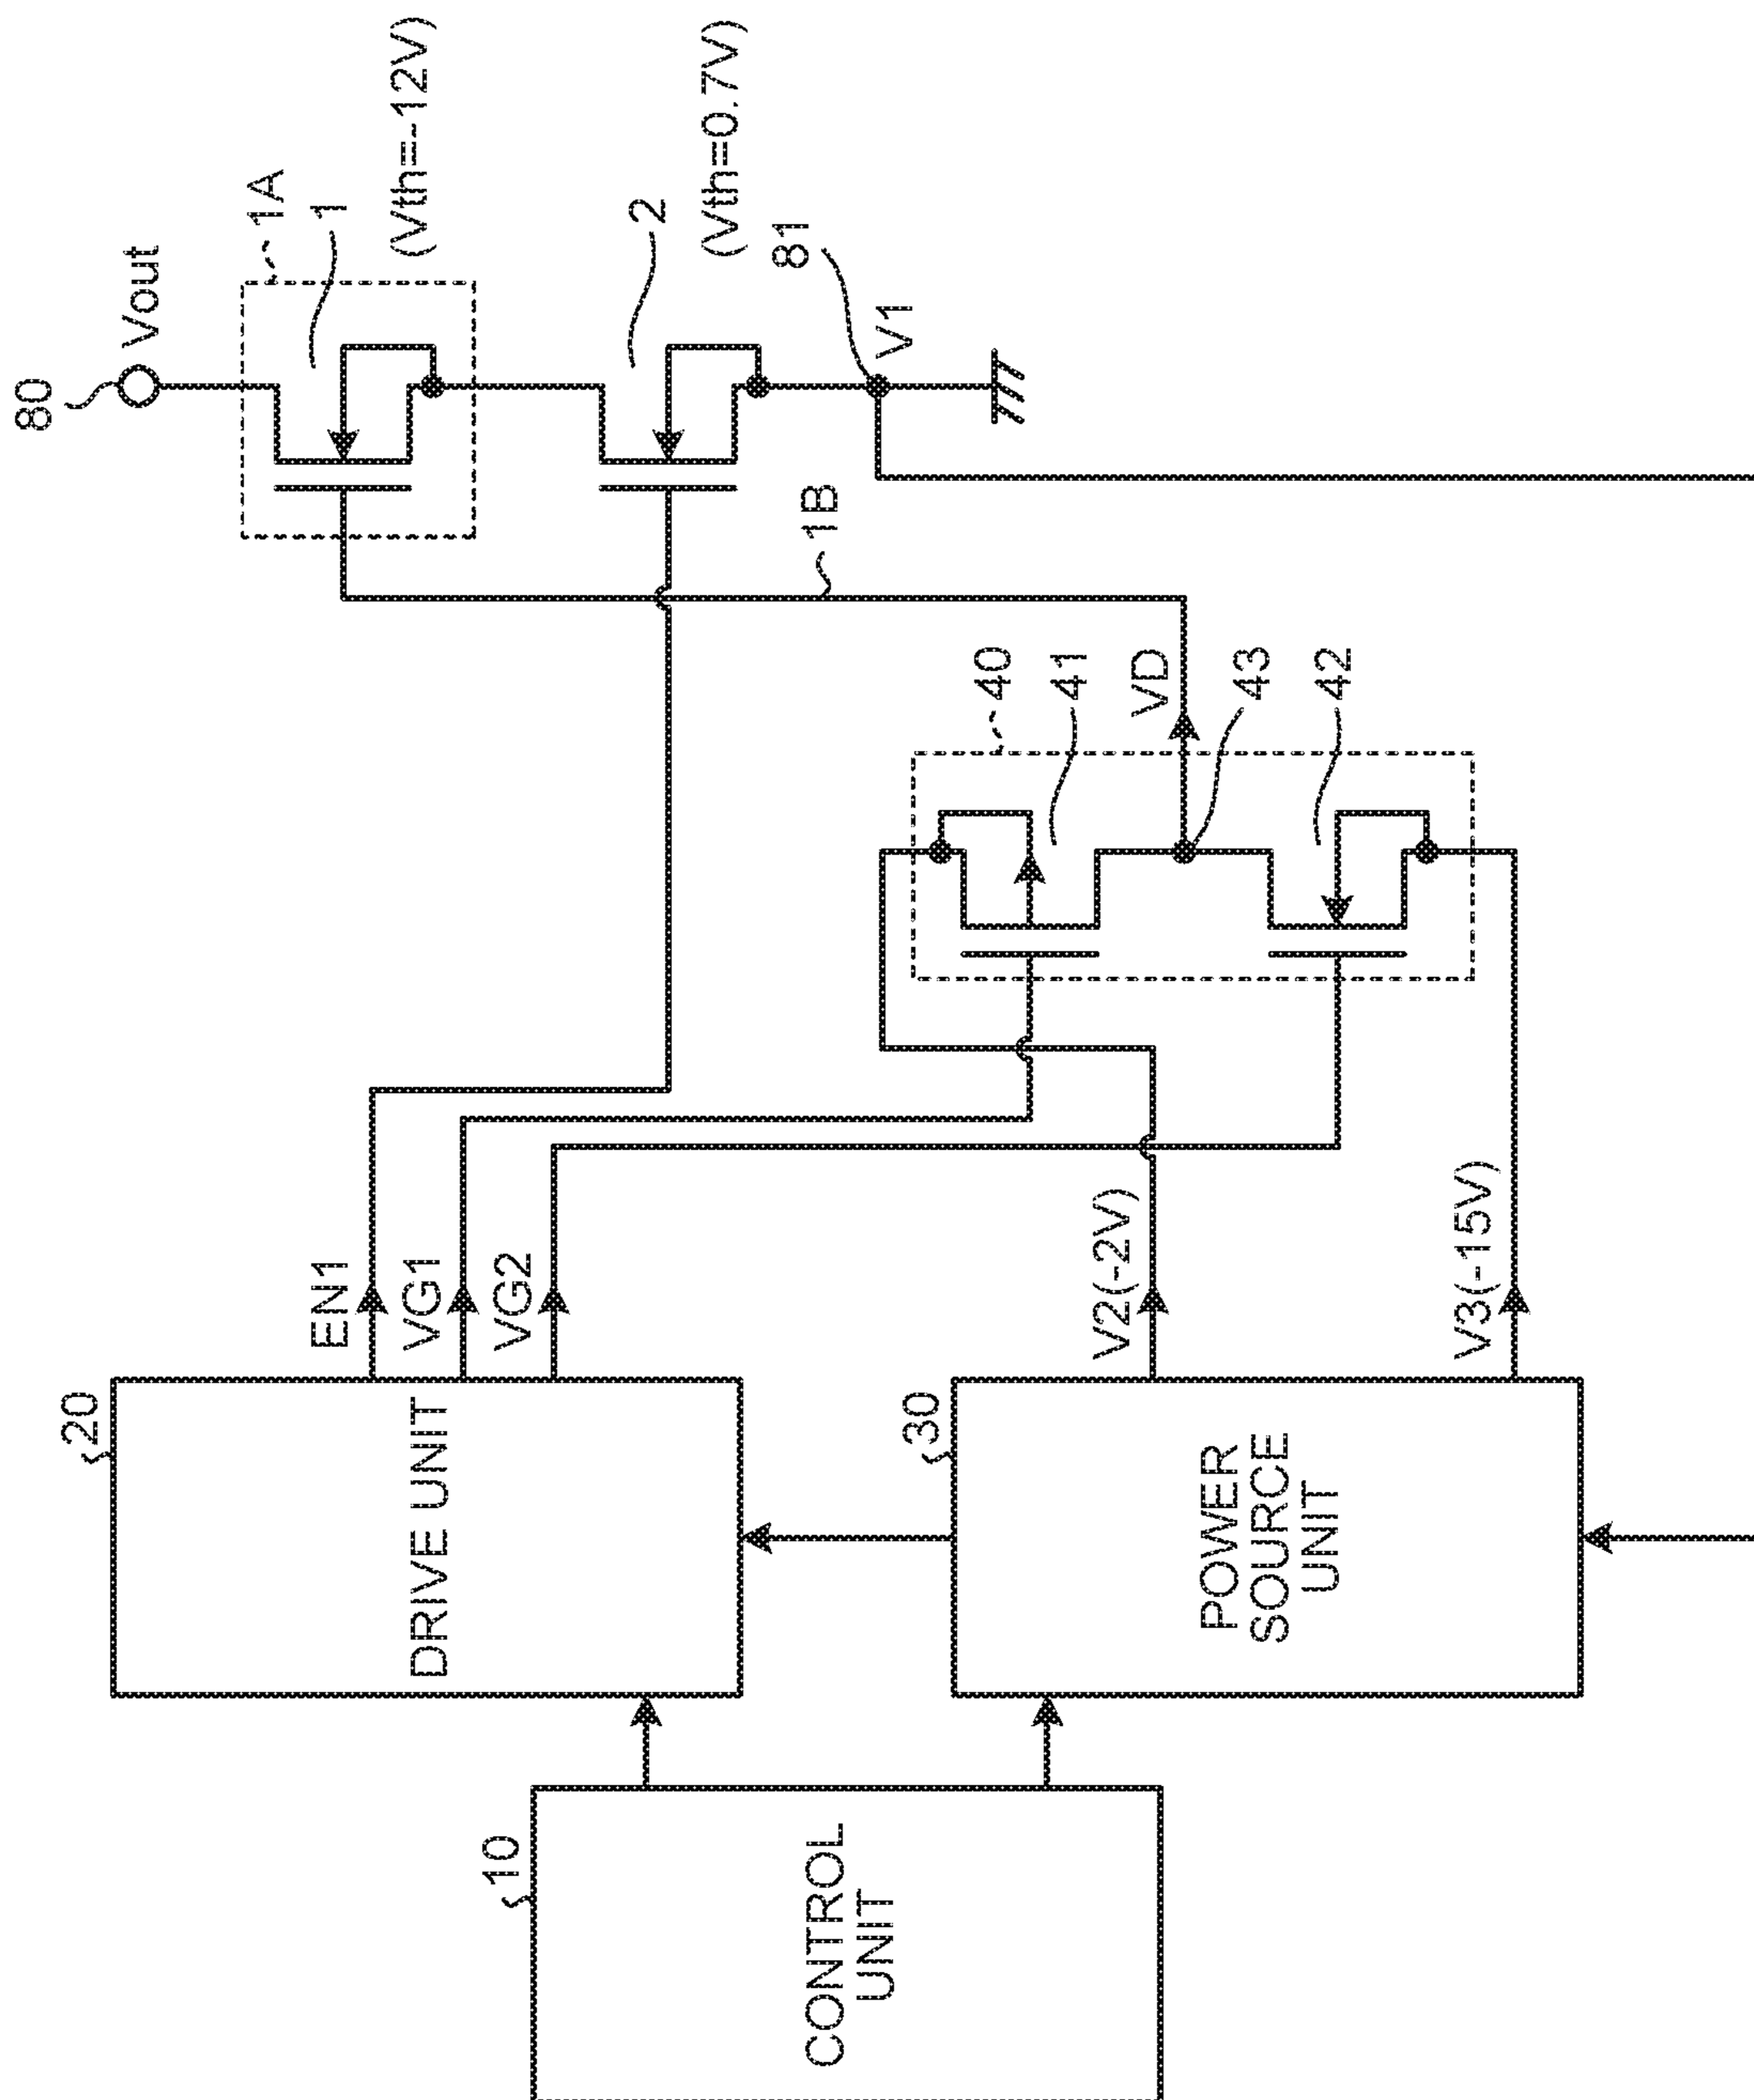 80
Vout
1A
1
(Vth=-12V)
2
(Vth=0.7V)
81
V1
1B
40
41
VD
43
42
EN1
VG1
VG2
V2(-2V)
V3(-15V)
20
DRIVE UNIT
30
POWER
SOURCE
UNIT
10
CONTROL
UNIT